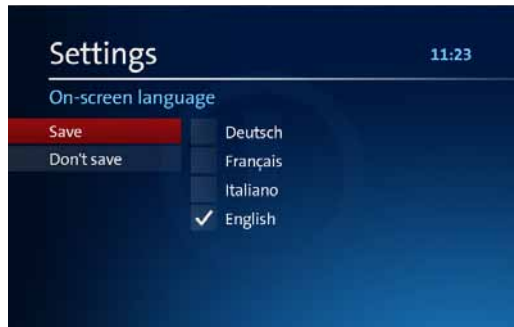 Settings
11:23
On-screen language
Save
Don't save
Deutsch
Français
Italiano
English